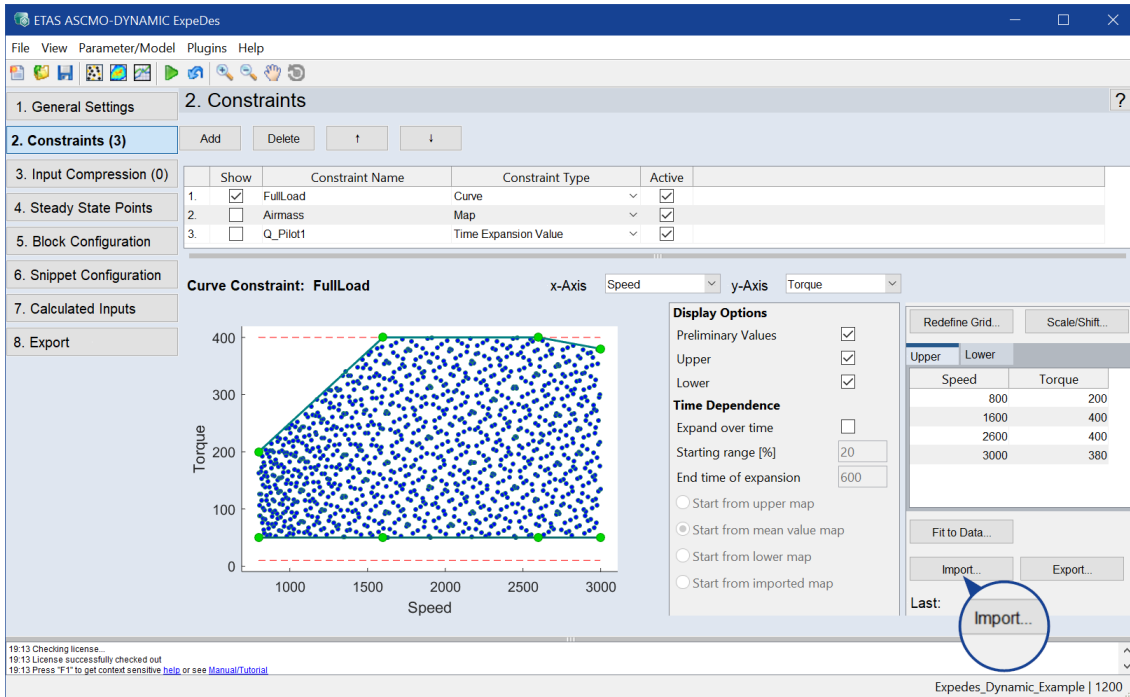 ETAS ASCMO-DYNAMIC ExpeDes
File View Parameter/Model Plugins Help
1. General Settings
2. Constraints (3)
3. Input Compression (0)
4. Steady State Points
5. Block Configuration
6. Snippet Configuration
7. Calculated Inputs
8. Export
2. Constraints ?
Add Delete ↑ ↓
Show Constraint Name Constraint Type Active
1. FullLoad Curve
2. Airmass Map
3. Q_Pilot1 Time Expansion Value
Curve Constraint: FullLoad x-Axis Speed y-Axis Torque
400
300
200
100
0
Torque
1000 1500 2000 2500 3000
Speed
Display Options
Preliminary Values
Upper
Lower
Time Dependence
Expand over time
Starting range [%] 20
End time of expansion 600
Start from upper map
Start from mean value map
Start from lower map
Start from imported map
Redefine Grid... Scale/Shift...
Upper Lower
Speed Torque
800 200
1600 400
2600 400
3000 380
Fit to Data...
Import... Export...
Last:
Import...
19:13 Checking license...
19:13 License successfully checked out
19:13 Press "F1" to get context sensitive help or see Manual/Tutorial
Expedes_Dynamic_Example | 1200